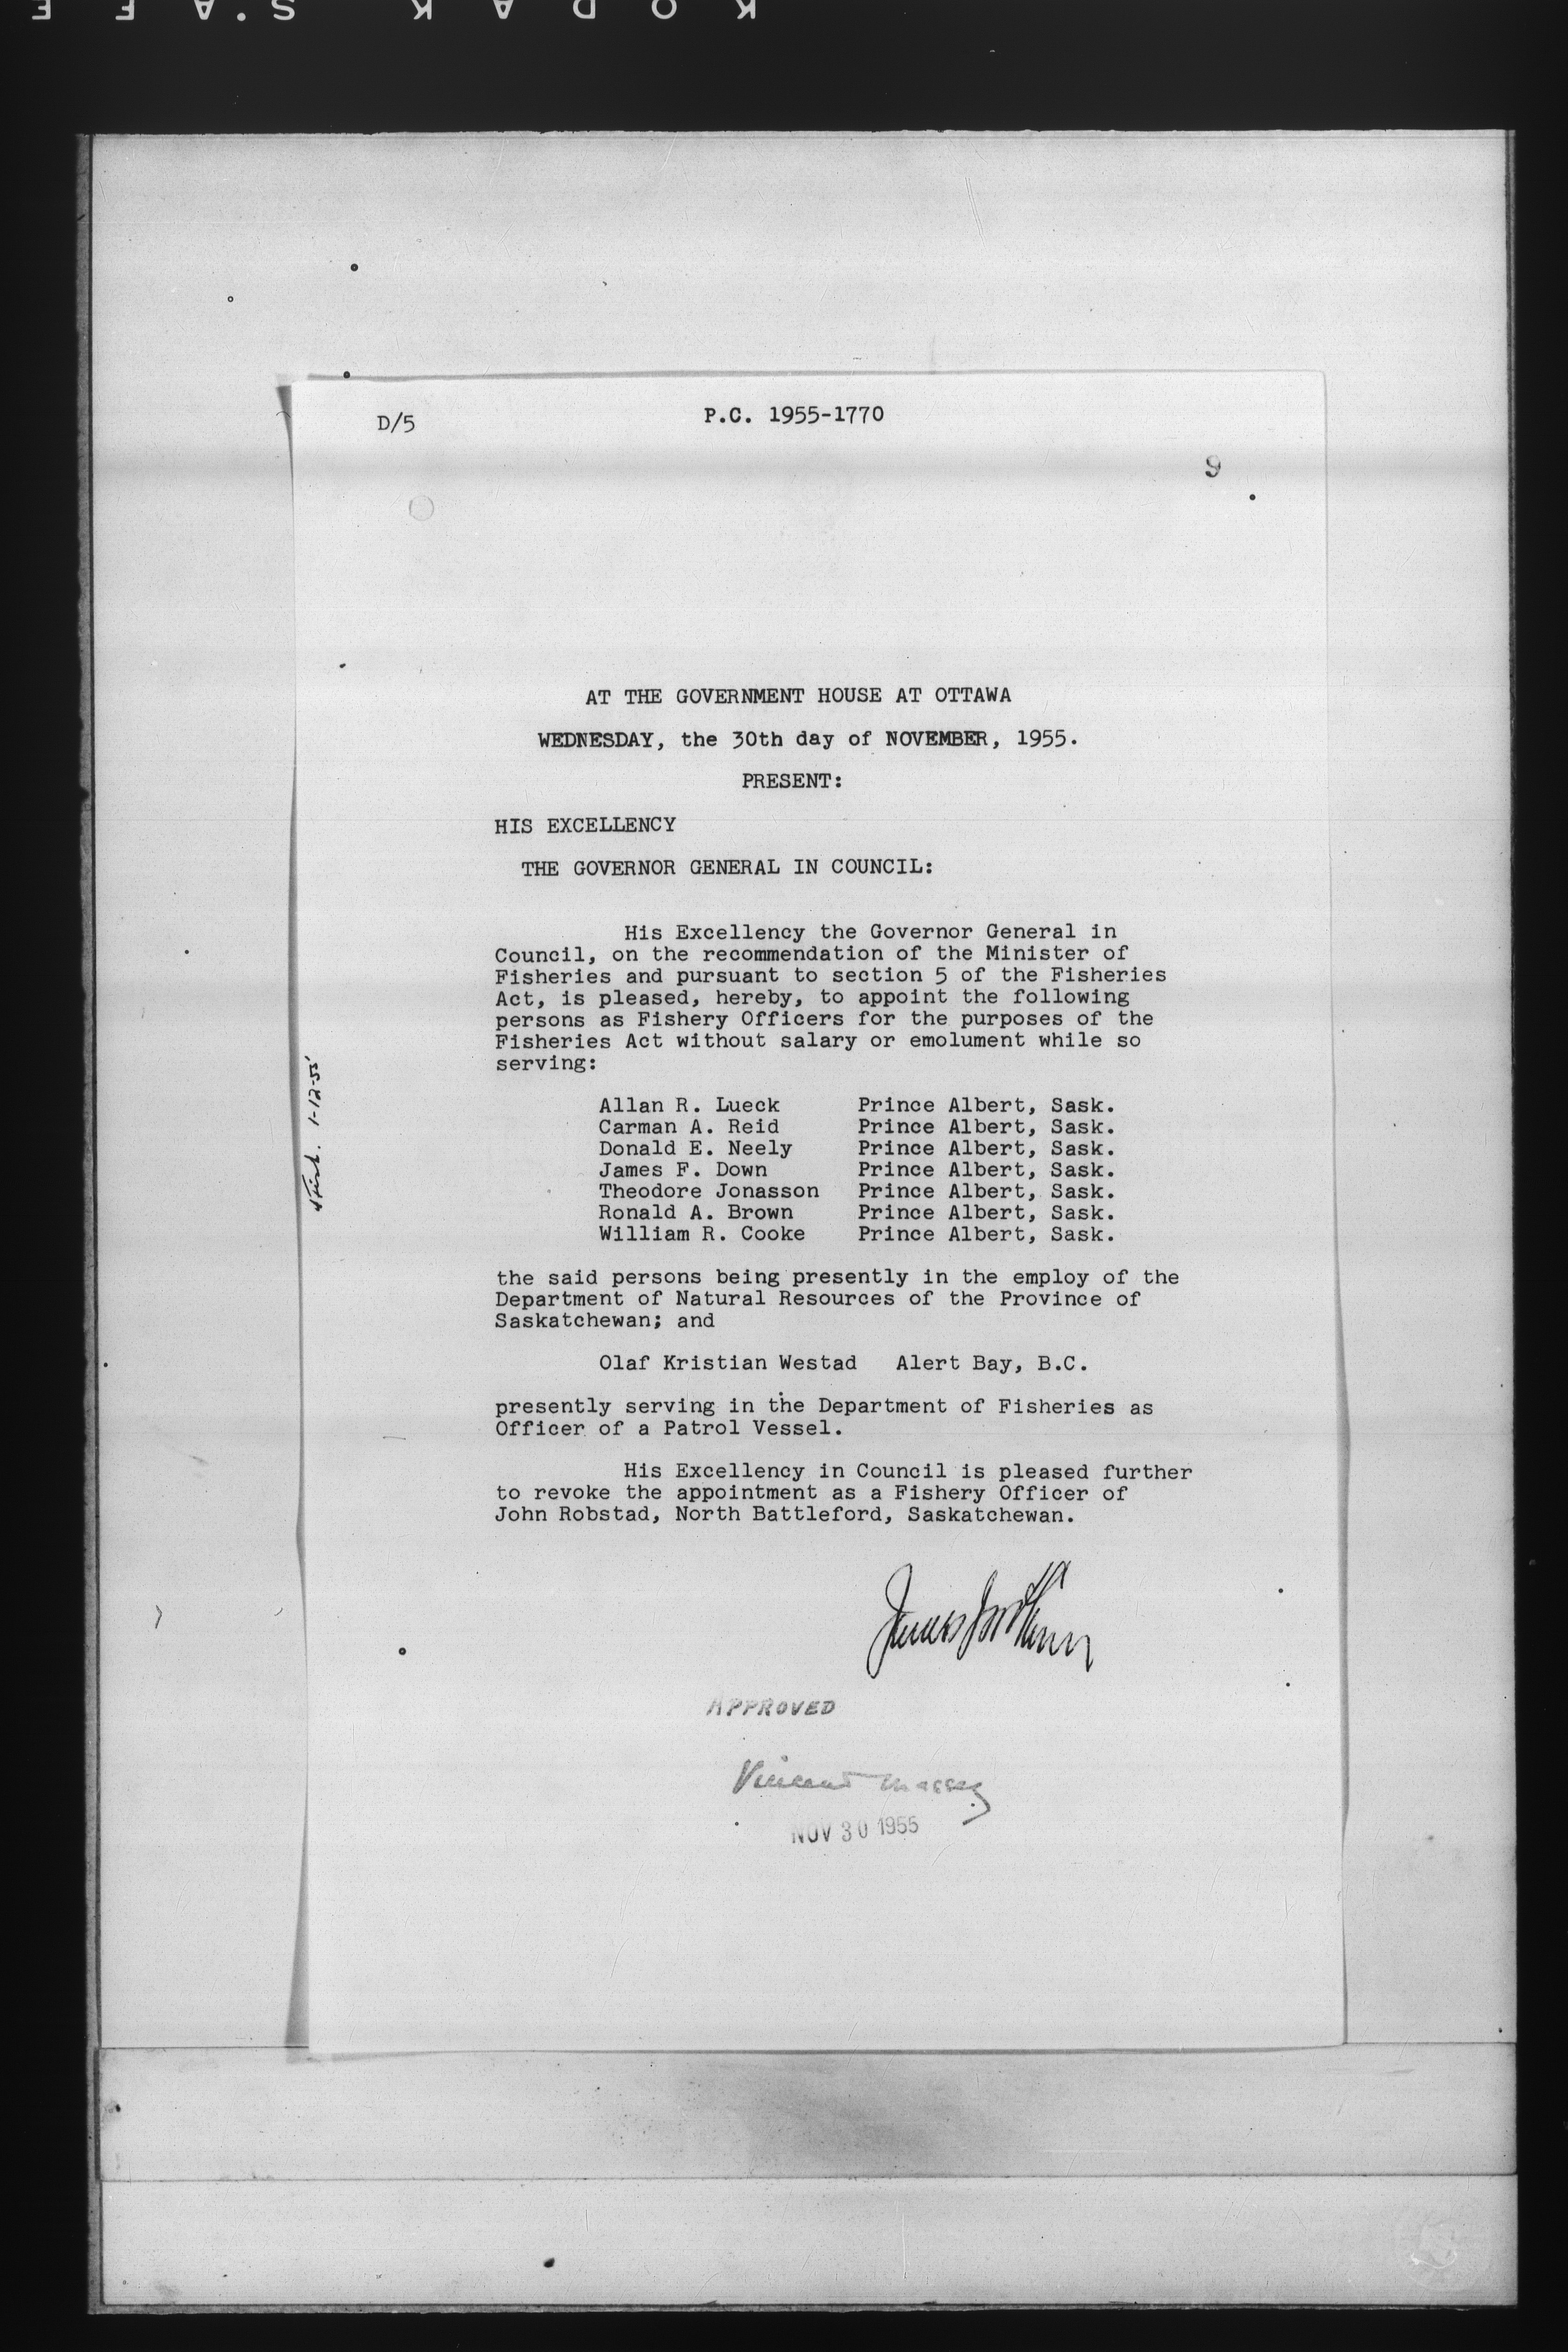 KODAK S.A.F E
D/5
P.C. 1955-1770
9
AT THE GOVERNMENT HOUSE AT OTTAWA
WEDNESDAY, the 30th day of NOVEMBER, 1955.
PRESENT:
HIS EXCELLENCY
THE GOVERNOR GENERAL IN COUNCIL:
His Excellency the Governor General in
Council, on the recommendation of the Minister of
Fisheries and pursuant to section 5 of the Fisheries
Act, is pleased, hereby, to appoint the following
persons as Fishery Officers for the purposes of the
Fisheries Act without salary or emolument while so
serving:
Allan R. Lueck Prince Albert, Sask.
Carman A. Reid Prince Albert, Sask.
Donald E. Neely Prince Albert, Sask.
James F. Down Prince Albert, Sask.
Theodore Jonasson Prince Albert, Sask.
Ronald A. Brown Prince Albert, Sask.
William R. Cooke Prince Albert, Sask.
the said persons being presently in the employ of the
Department of Natural Resources of the Province of
Saskatchewan; and
Olaf Kristian Westad Alert Bay, B.C.
presently serving in the Department of Fisheries as
Officer of a Patrol Vessel.
His Excellency in Council is pleased further
to revoke the appointment as a Fishery Officer of
John Robstad, North Battleford, Saskatchewan.
APPROVED
Vincent Massey
NOV 30 1955
1-12-55